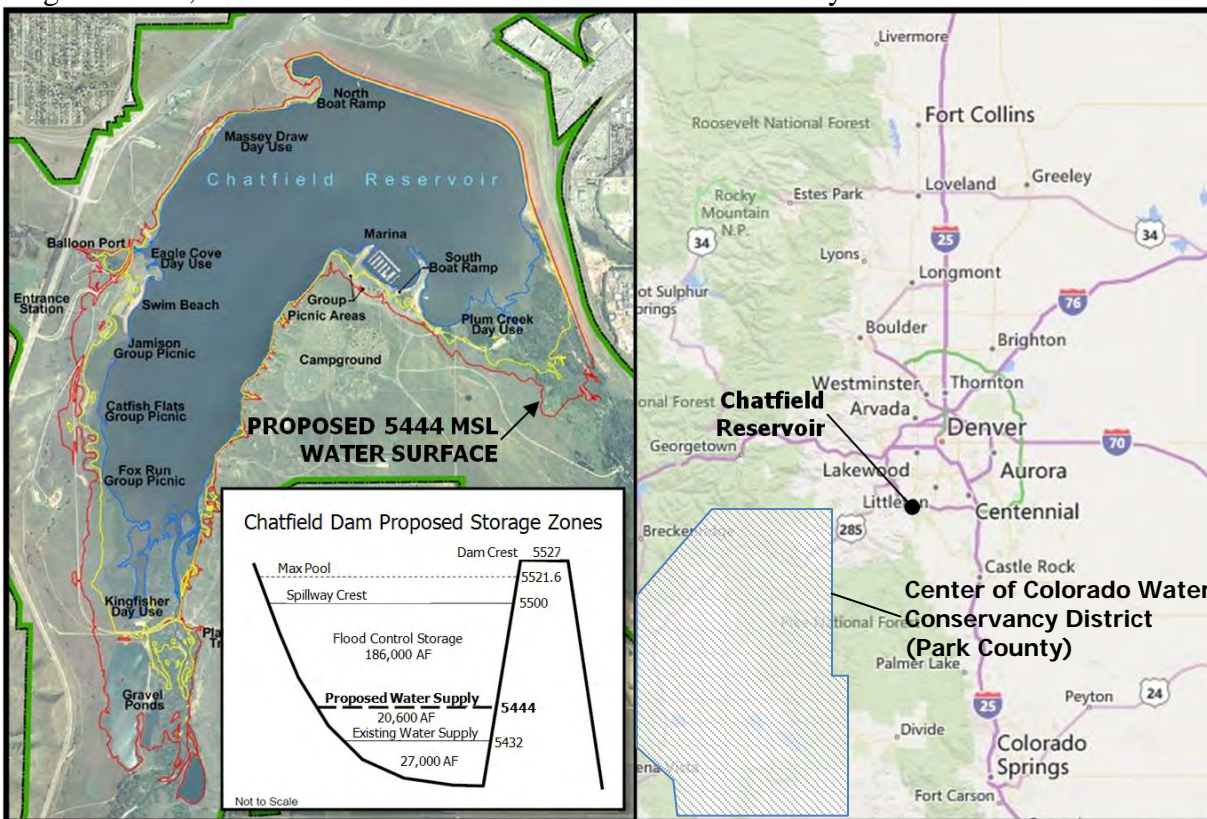 North
Boat Ramp
Massey Draw
Day Use
Chatfield Reservoir
Balloon Port
Eagle Cove
Day Use
Marina
South
Boat Ramp
Entrance
Station
Swim Beach
Group
Picnic Areas
Plum Creek
Day Use
Jamison
Group Picnic
Campground
Catfish Flats
Group Picnic
PROPOSED 5444 MSL
WATER SURFACE
Fox Run
Group Picnic
Kingfisher
Day Use
Gravel
Ponds
Chatfield Dam Proposed Storage Zones
Dam Crest 5527
Max Pool
5521.6
Spillway Crest
5500
Flood Control Storage
186,000 AF
Proposed Water Supply
5444
20,600 AF
Existing Water Supply
5432
27,000 AF
Not to Scale
Livermore
Fort Collins
Roosevelt National Forest
Greeley
Loveland
Estes Park
Rocky
Mountain
N.P.
34
25
34
Lyons
Longmont
ot Sulphur
prings
76
Boulder
Brighton
Westminster
Thornton
onal Forest
Arvada
Chatfield
Reservoir
Denver
Georgetown
70
Lakewood
Aurora
Centennial
285
Castle Rock
Center of Colorado Water
Conservancy District
(Park County)
Palmer Lake
Peyton
24
25
Divide
Colorado
Springs
ena Vista
Fort Carson